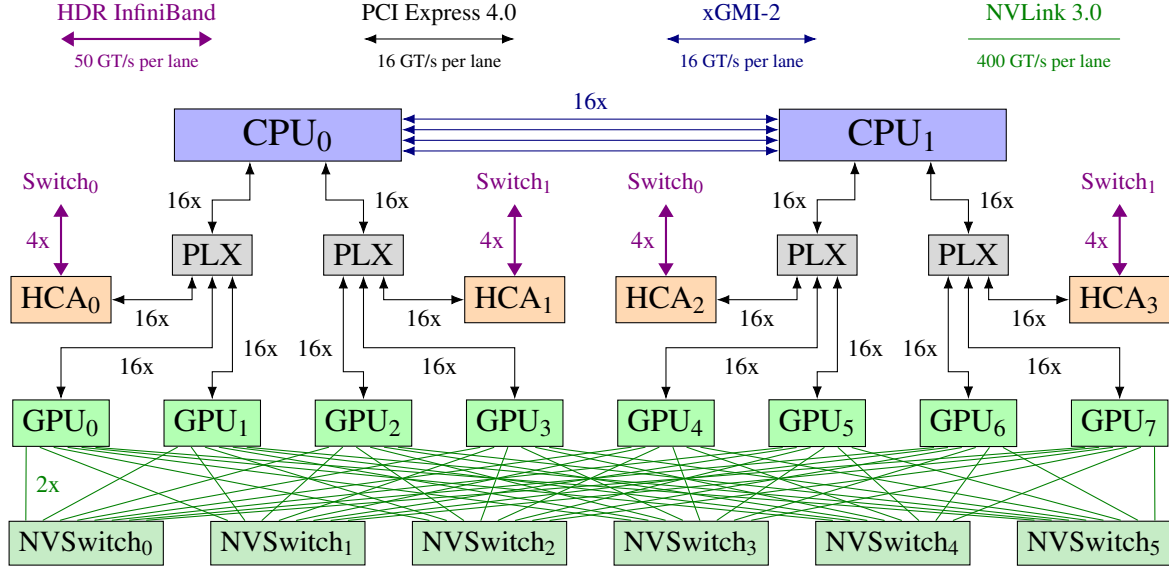 HDR InfiniBand
50 GT/s per lane
PCI Express 4.0
16 GT/s per lane
xGMI-2
16 GT/s per lane
NVLink 3.0
400 GT/s per lane
16x
CPU₀
CPU₁
Switch₀
16x
16x
Switch₁
Switch₀
16x
16x
Switch₁
4x
PLX
PLX
4x
4x
PLX
PLX
4x
HCA₀
HCA₁
HCA₂
HCA₃
16x
16x
16x
16x
16x
16x
16x
16x
16x
16x
16x
16x
GPU₀
GPU₁
GPU₂
GPU₃
GPU₄
GPU₅
GPU₆
GPU₇
2x
NVSwitch₀
NVSwitch₁
NVSwitch₂
NVSwitch₃
NVSwitch₄
NVSwitch₅